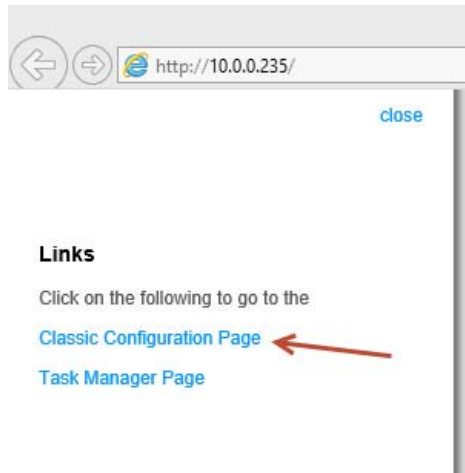 http://10.0.0.235/
close
Links
Click on the following to go to the
Classic Configuration Page
Task Manager Page